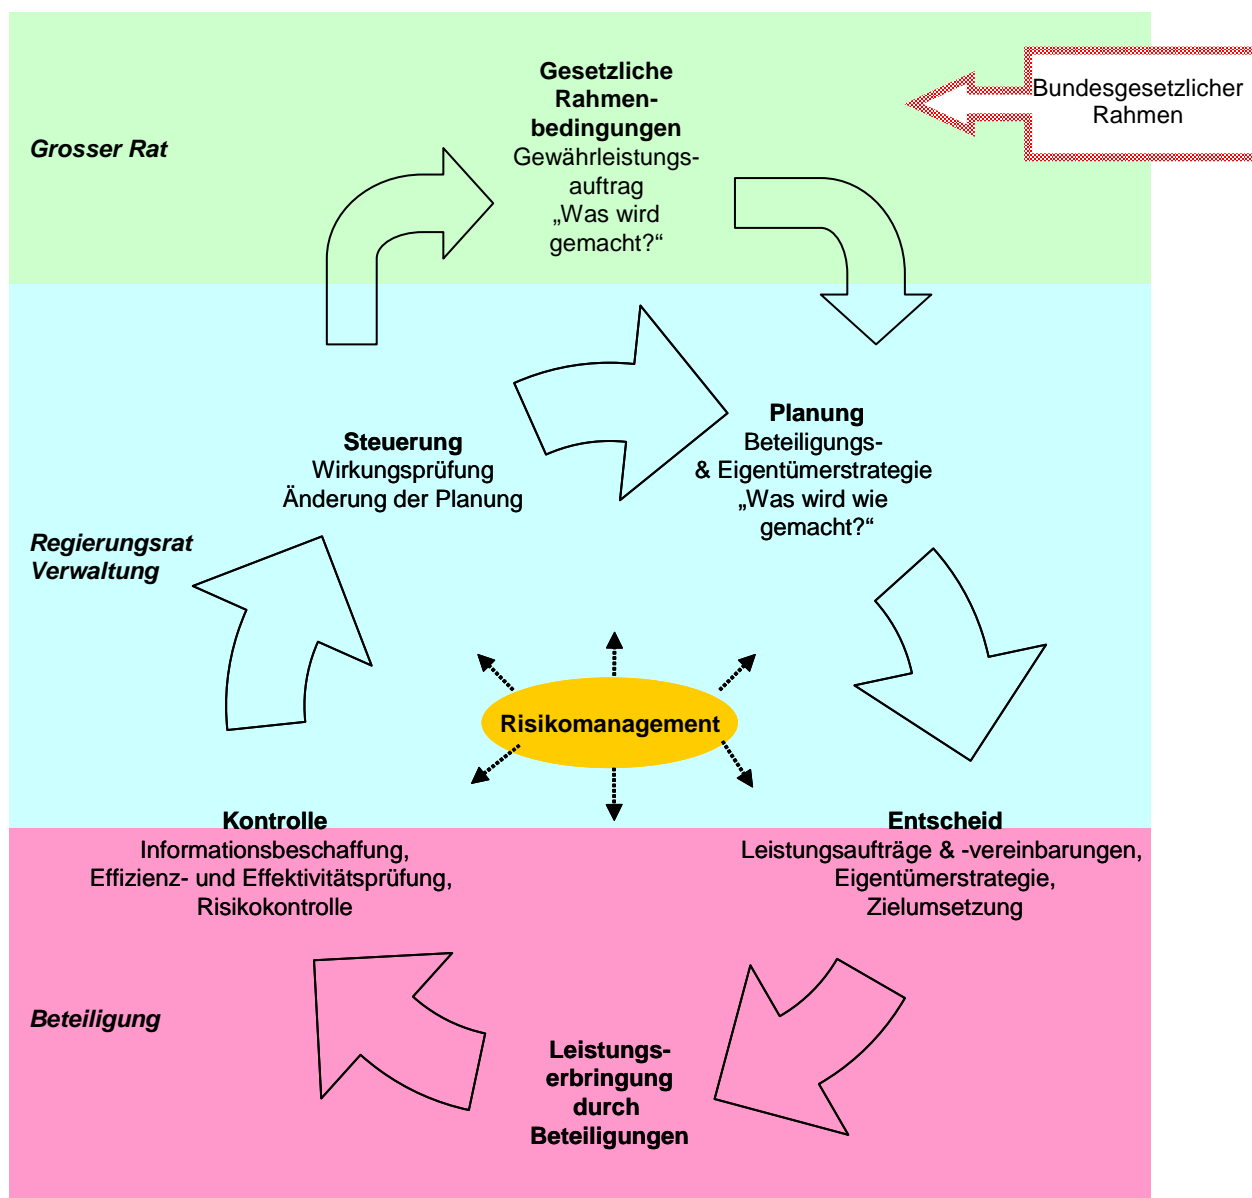 Gesetzliche
Rahmen-
bedingungen
Gewährleistungs-
auftrag
„Was wird
gemacht?“
Bundesgesetzlicher
Rahmen
Grosser Rat
Steuerung
Wirkungsprüfung
Änderung der Planung
Planung
Beteiligungs-
& Eigentümerstrategie
„Was wird wie
gemacht?“
Regierungsrat
Verwaltung
Risikomanagement
Kontrolle
Informationsbeschaffung,
Effizienz- und Effektivitätsprüfung,
Risikokontrolle
Entscheid
Leistungsaufträge & -vereinbarungen,
Eigentümerstrategie,
Zielumsetzung
Beteiligung
Leistungs-
erbringung
durch
Beteiligungen